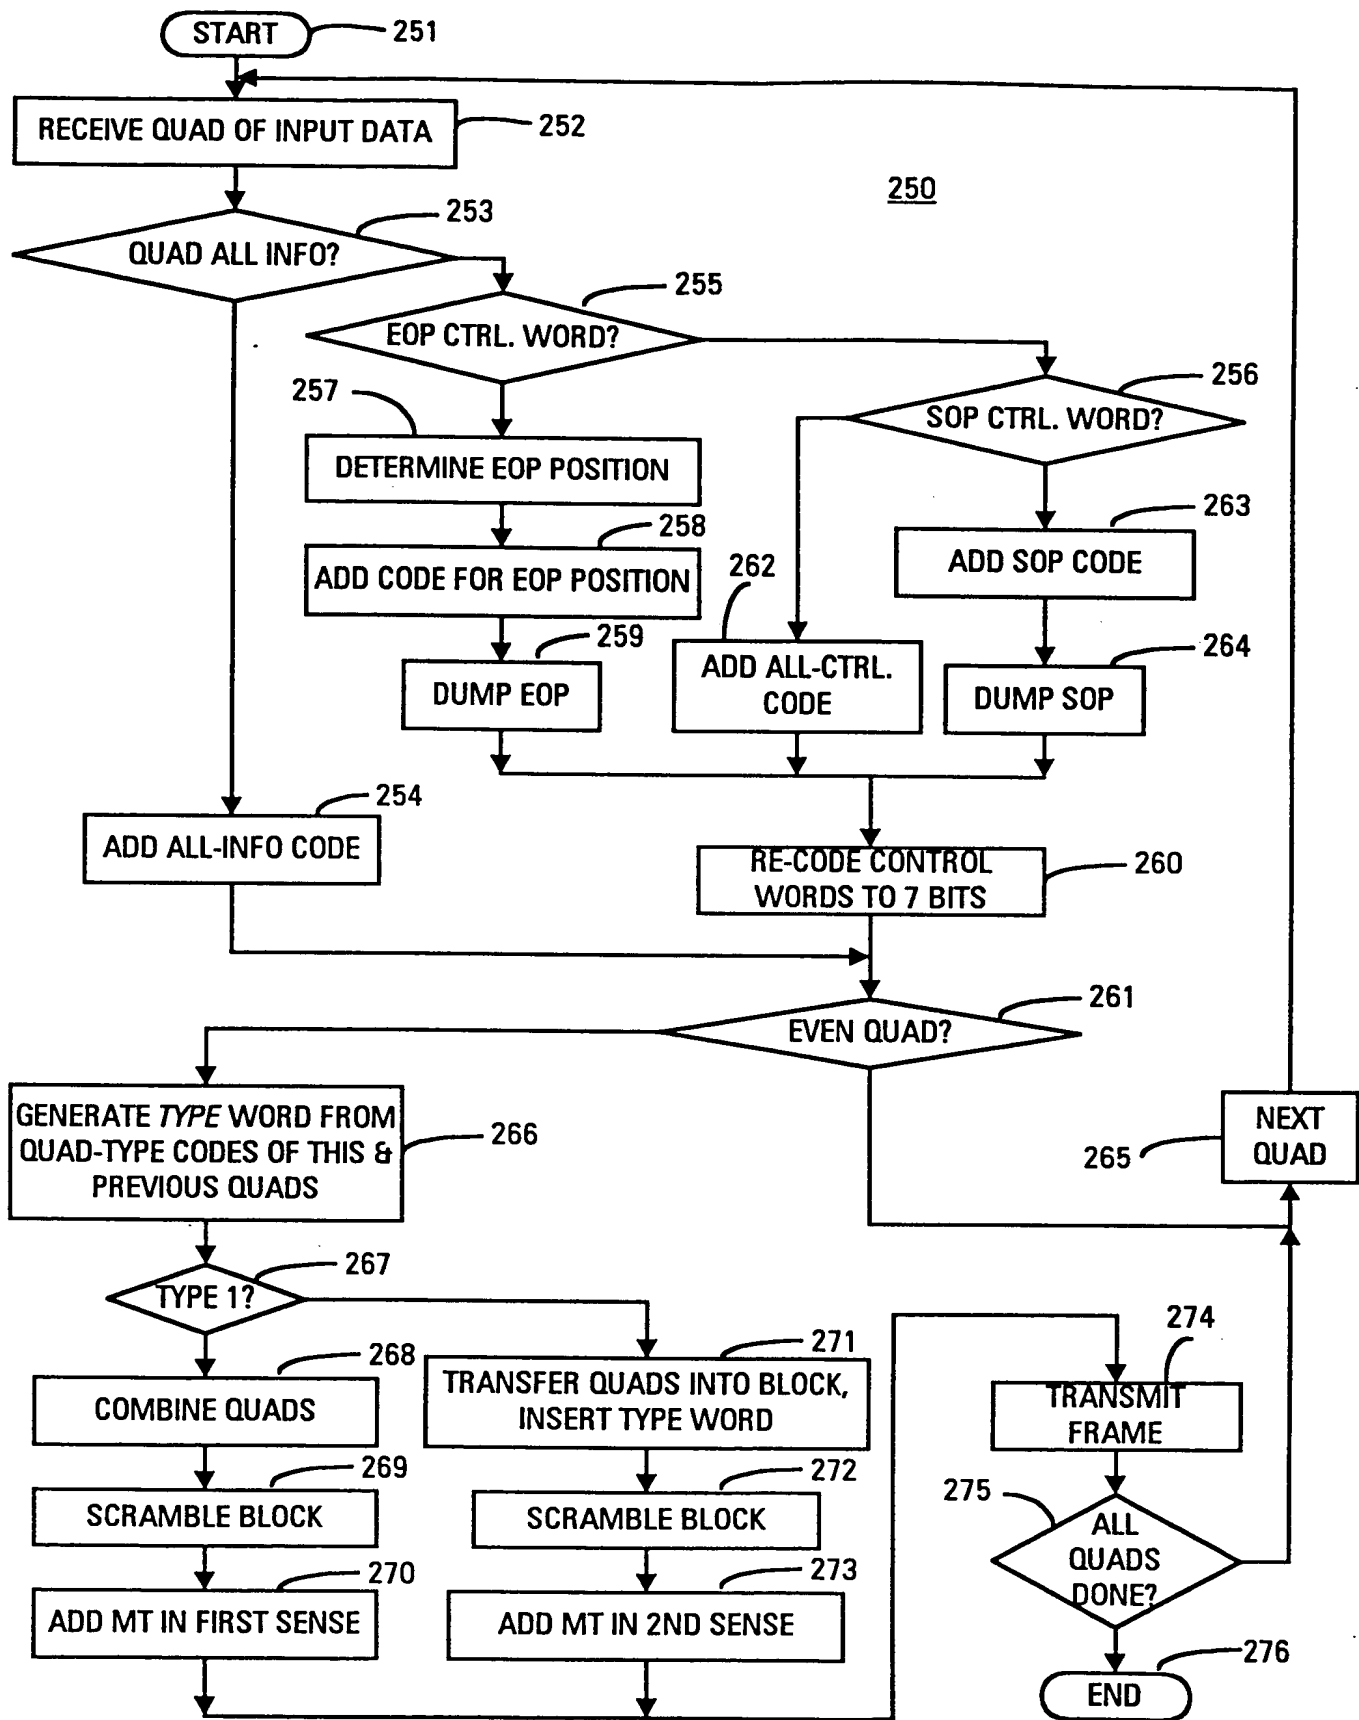 START
251
RECEIVE QUAD OF INPUT DATA
252
250
QUAD ALL INFO?
253
EOP CTRL. WORD?
255
SOP CTRL. WORD?
256
257
DETERMINE EOP POSITION
258
ADD CODE FOR EOP POSITION
259
DUMP EOP
262
ADD ALL-CTRL.
CODE
263
ADD SOP CODE
264
DUMP SOP
254
ADD ALL-INFO CODE
RE-CODE CONTROL
WORDS TO 7 BITS
260
EVEN QUAD?
261
GENERATE TYPE WORD FROM
QUAD-TYPE CODES OF THIS &
PREVIOUS QUADS
266
NEXT
QUAD
265
TYPE 1?
267
268
COMBINE QUADS
269
SCRAMBLE BLOCK
270
ADD MT IN FIRST SENSE
271
TRANSFER QUADS INTO BLOCK,
INSERT TYPE WORD
272
SCRAMBLE BLOCK
273
ADD MT IN 2ND SENSE
274
TRANSMIT
FRAME
275
ALL
QUADS
DONE?
276
END